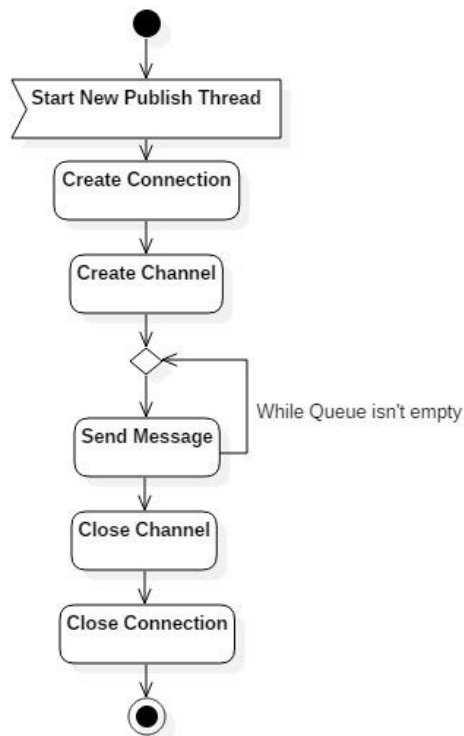 Start New Publish Thread
Create Connection
Create Channel
While Queue isn't empty
Send Message
Close Channel
Close Connection